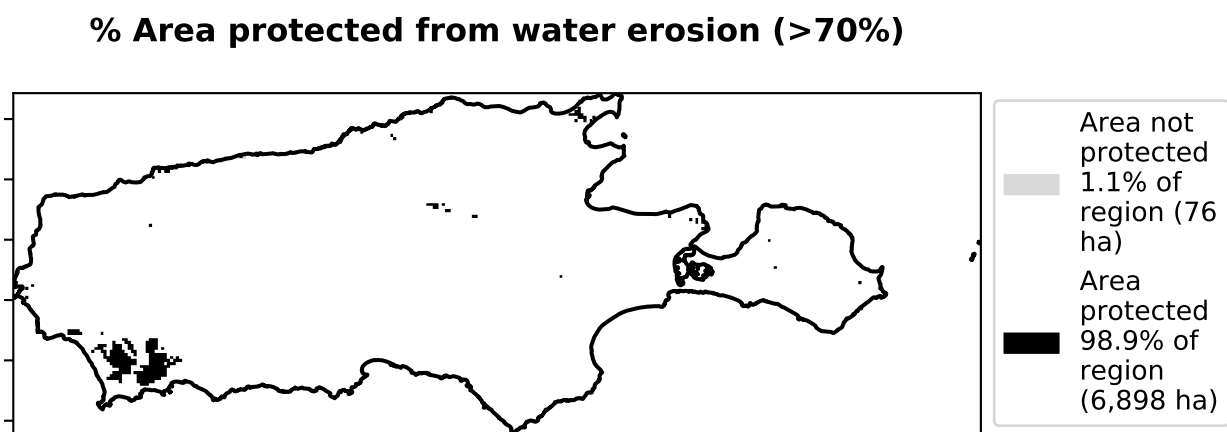 % Area protected from water erosion (>70%)
Area not
protected
1.1% of
region (76
ha)
Area
protected
98.9% of
region
(6,898 ha)